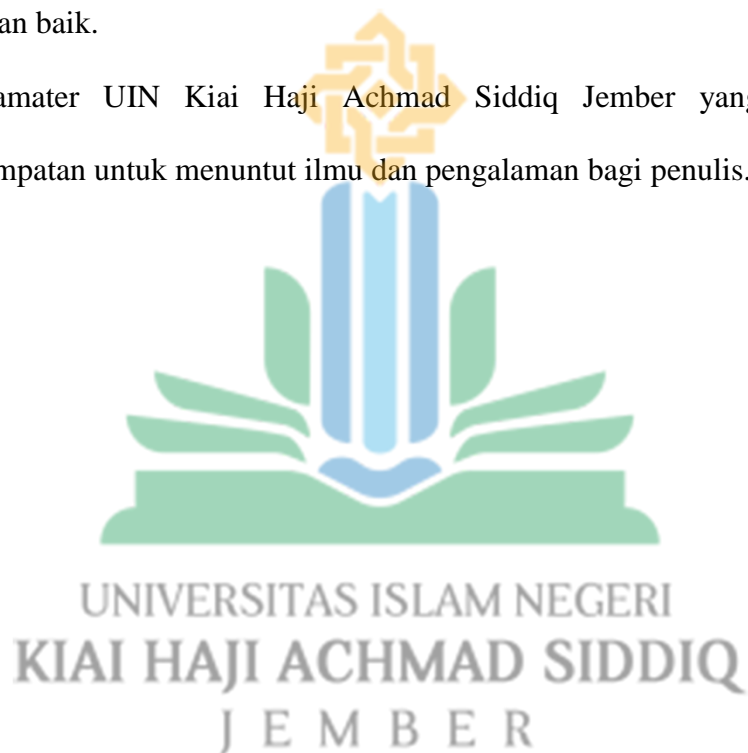 an baik.
amater UIN Kiai Haji Achmad Siddiq Jember yang
mpatan untuk menuntut ilmu dan pengalaman bagi penulis.
UNIVERSITAS ISLAM NEGERI
KIAI HAJI ACHMAD SIDDIQ
JEMBER